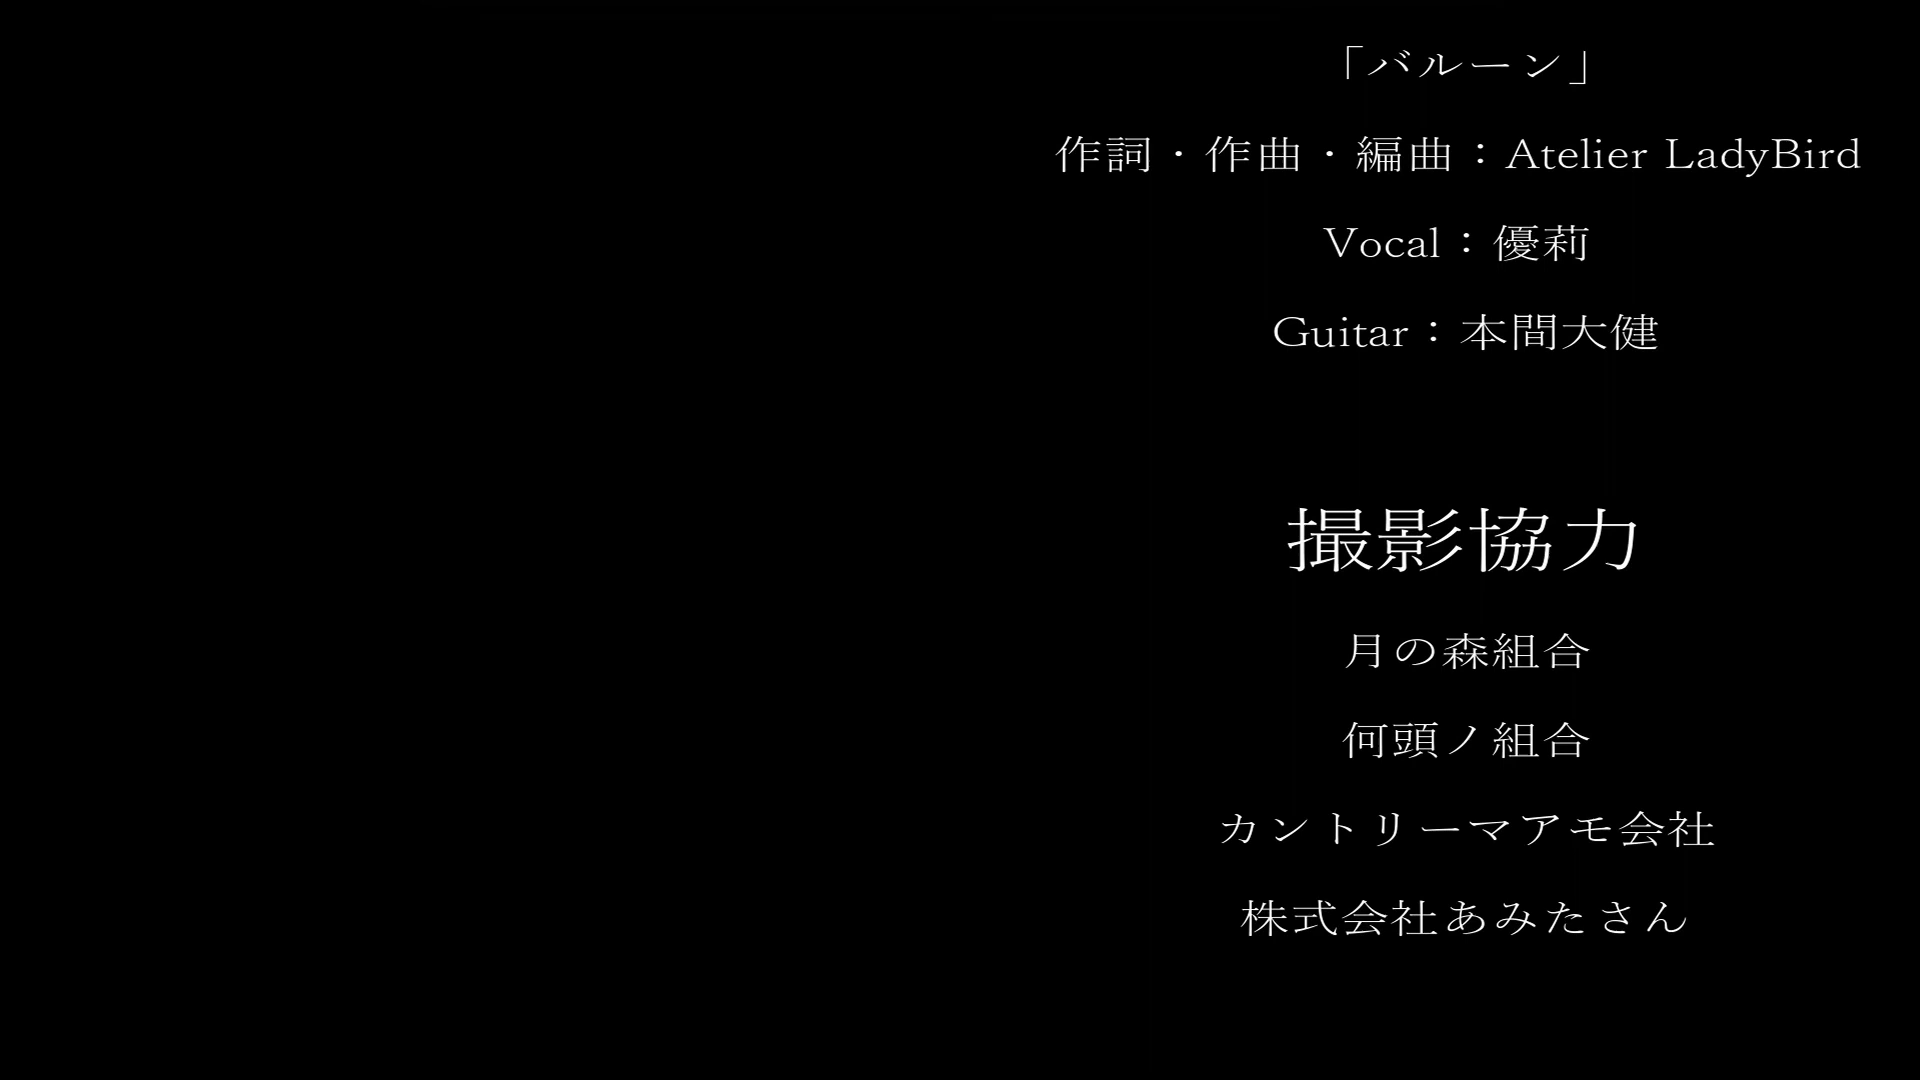 「バルーン」
作詞・作曲・編曲：Atelier LadyBird
Vocal：優莉
Guitar：本間大健
撮影協力
月の森組合
何頭ノ組合
カントリーマアモ会社
株式会社あみたさん